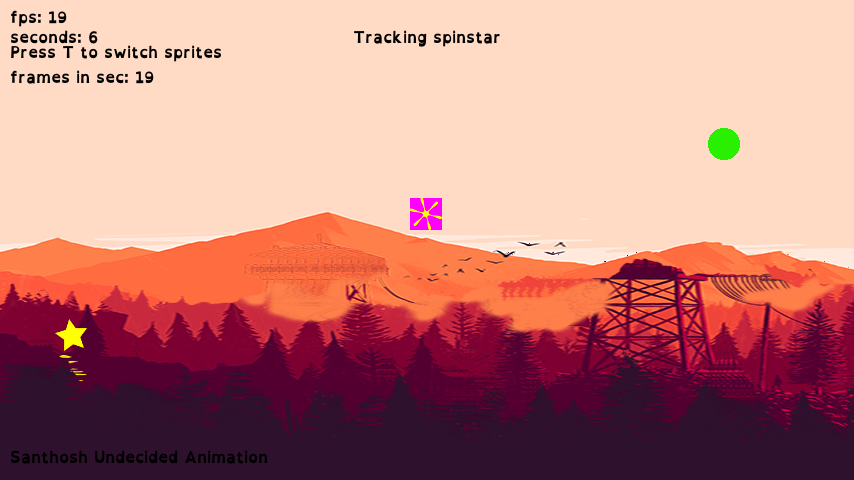 fps: 19
seconds: 6
Press T to switch sprites
frames in sec: 19
Tracking spinstar
Santhosh Undecided Animation